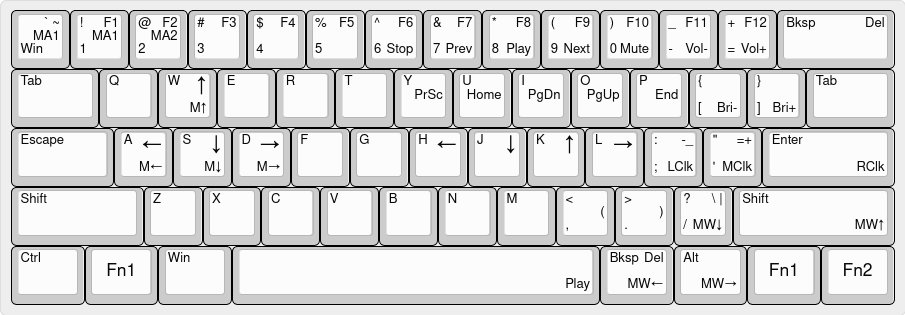 ` ~ ! F1 @ F2 # F3 $ F4 % F5 ^ F6 & F7 * F8 ( F9 ) F10 _ F11 + F12 Bksp Del
MA1 MA1 MA2
Win 1 2 3 4 5 6 Stop 7 Prev 8 Play 9 Next 0 Mute - Vol- = Vol+
Tab Q W ↑ E R T Y U I O P { } Tab
PrSc Home PgDn PgUp End
M↑ [ Bri- ] Bri+
Escape A ← S ↓ D → F G H ← J ↓ K ↑ L → : -_ " =+ Enter
M← M↓ M→ ; LClk ' MClk RClk
Shift Z X C V B N M < > ? \ | Shift
( )
, . / MW↓ MW↑
Ctrl Fn1 Win Bksp Del Alt Fn1 Fn2
Play MW← MW→